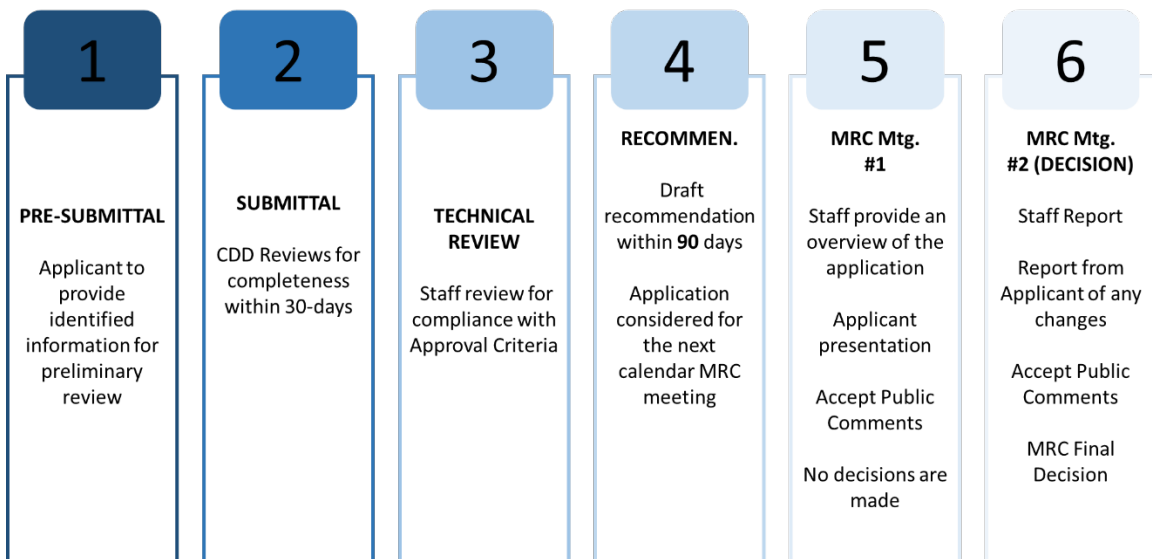 1
PRE-SUBMITTAL
Applicant to
provide
identified
information for
preliminary
review
2
SUBMITTAL
CDD Reviews for
completeness
within 30-days
3
TECHNICAL
REVIEW
Staff review for
compliance with
Approval Criteria
4
RECOMMEN.
Draft
recommendation
within 90 days
Application
considered for
the next
calendar MRC
meeting
5
MRC Mtg.
#1
Staff provide an
overview of the
application
Applicant
presentation
Accept Public
Comments
No decisions are
made
6
MRC Mtg.
#2 (DECISION)
Staff Report
Report from
Applicant of any
changes
Accept Public
Comments
MRC Final
Decision